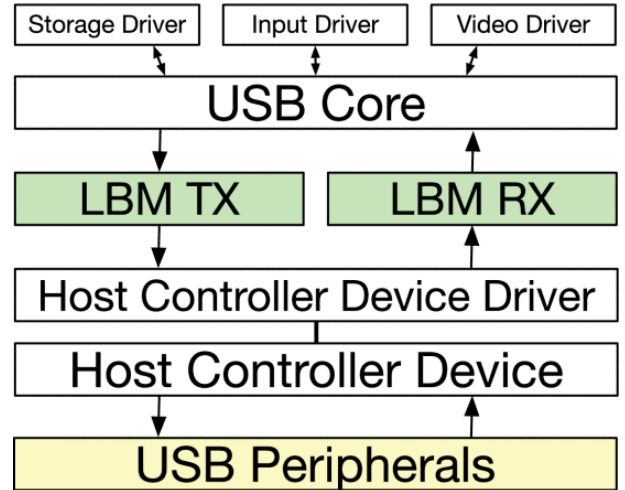 Storage Driver
Input Driver
Video Driver
USB Core
LBM TX
LBM RX
Host Controller Device Driver
Host Controller Device
USB Peripherals